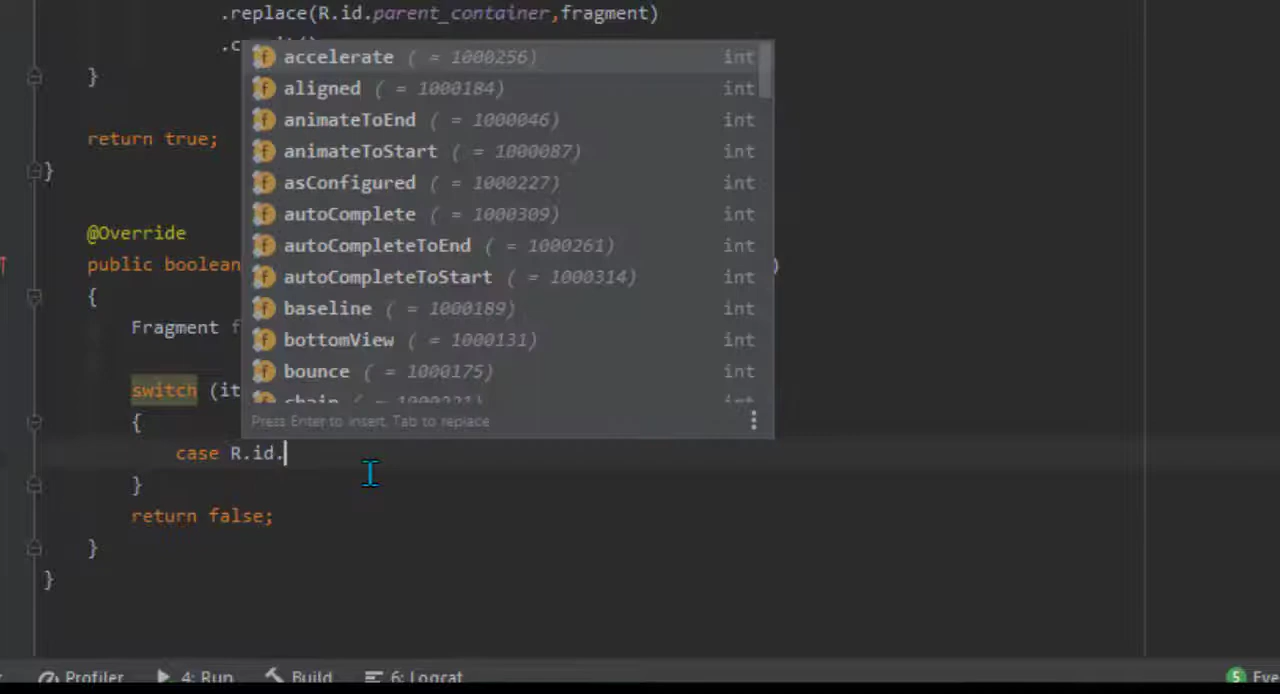 .replace(R.id.parent_container,fragment)
}
return true;
}
@Override
public boolean )
{
Fragment f
switch (it
{
case R.id.
}
return false;
}
}
accelerate ( = 1000256) int
aligned ( = 1000184) int
animateToEnd ( = 1000046) int
animateToStart ( = 1000087) int
asConfigured ( = 1000227) int
autoComplete ( = 1000309) int
autoCompleteToEnd ( = 1000261) int
autoCompleteToStart ( = 1000314) int
baseline ( = 1000189) int
bottomView ( = 1000131) int
bounce ( = 1000175) int
chain ( = 1000221) int
Press Enter to insert, Tab to replace
Profiler 4: Run Build 6: Logcat 5 Eve